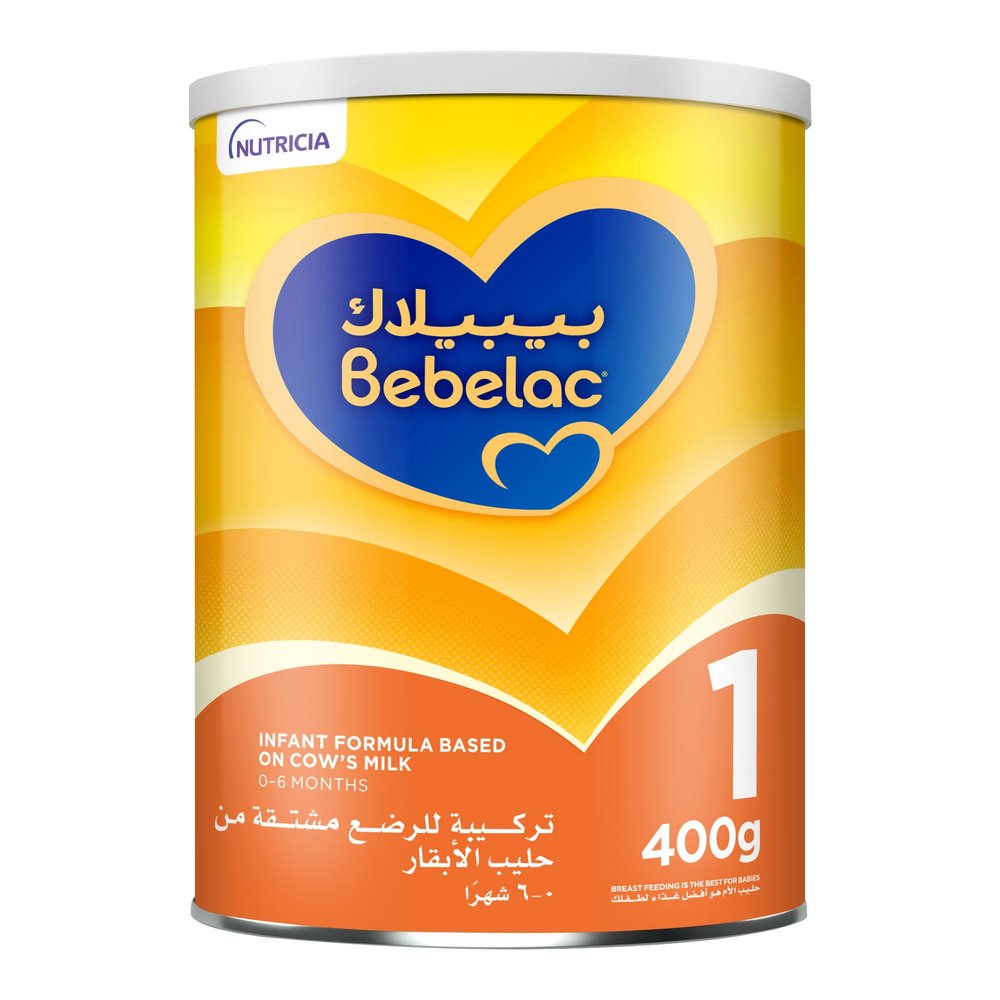 NUTRICIA
بيبيلاك
Bebelac®
INFANT FORMULA BASED
ON COW'S MILK
0-6 MONTHS
تركيبة للرضع مشتقة من
حليب الأبقار
٠-٦ شهرًا
1
400g
BREAST FEEDING IS THE BEST FOR BABIES
حليب الأم هو أفضل غذاء لطفلك